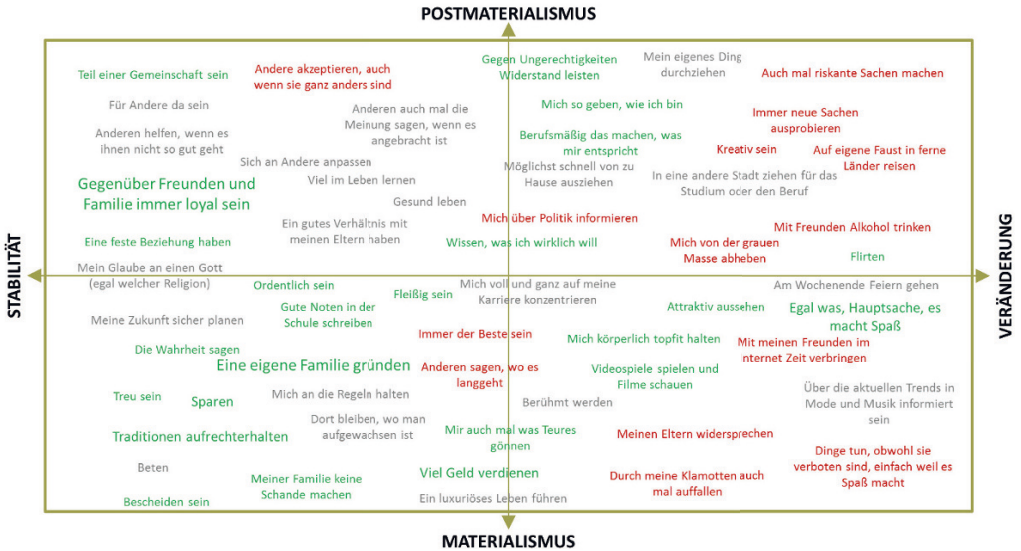 POSTMATERIALISMUS
Teil einer Gemeinschaft sein
Andere akzeptieren, auch
wenn sie ganz anders sind
Gegen Ungerechtigkeiten
Widerstand leisten
Mein eigenes Ding
durchziehen
Auch mal riskante Sachen machen
Für Andere da sein
Anderen auch mal die
Meinung sagen, wenn es
angebracht ist
Mich so geben, wie ich bin
Immer neue Sachen
ausprobieren
Anderen helfen, wenn es
ihnen nicht so gut geht
Berufsmäßig das machen, was
mir entspricht
Kreativ sein
Auf eigene Faust in ferne
Länder reisen
Sich an Andere anpassen
Möglichst schnell von zu
Hause ausziehen
In eine andere Stadt ziehen für das
Studium oder den Beruf
Gegenüber Freunden und
Familie immer loyal sein
Viel im Leben lernen
Gesund leben
Ein gutes Verhältnis mit
meinen Eltern haben
Mich über Politik informieren
Mit Freunden Alkohol trinken
Eine feste Beziehung haben
Wissen, was ich wirklich will
Mich von der grauen
Masse abheben
Flirten
STABILITÄT
VERÄNDERUNG
Mein Glaube an einen Gott
(egal welcher Religion)
Ordentlich sein
Fleißig sein
Mich voll und ganz auf meine
Karriere konzentrieren
Am Wochenende Feiern gehen
Gute Noten in der
Schule schreiben
Attraktiv aussehen
Egal was, Hauptsache, es
macht Spaß
Meine Zukunft sicher planen
Immer der Beste sein
Mich körperlich topfit halten
Mit meinen Freunden im
nternet Zeit verbringen
Die Wahrheit sagen
Eine eigene Familie gründen
Anderen sagen, wo es
langgeht
Videospiele spielen und
Filme schauen
Treu sein
Sparen
Mich an die Regeln halten
Berühmt werden
Über die aktuellen Trends in
Mode und Musik informiert
sein
Traditionen aufrechterhalten
Dort bleiben, wo man
aufgewachsen ist
Mir auch mal was Teures
gönnen
Meinen Eltern widersprechen
Beten
Meiner Familie keine
Schande machen
Viel Geld verdienen
Durch meine Klamotten auch
mal auffallen
Dinge tun, obwohl sie
verboten sind, einfach weil es
Spaß macht
Bescheiden sein
Ein luxuriöses Leben führen
MATERIALISMUS